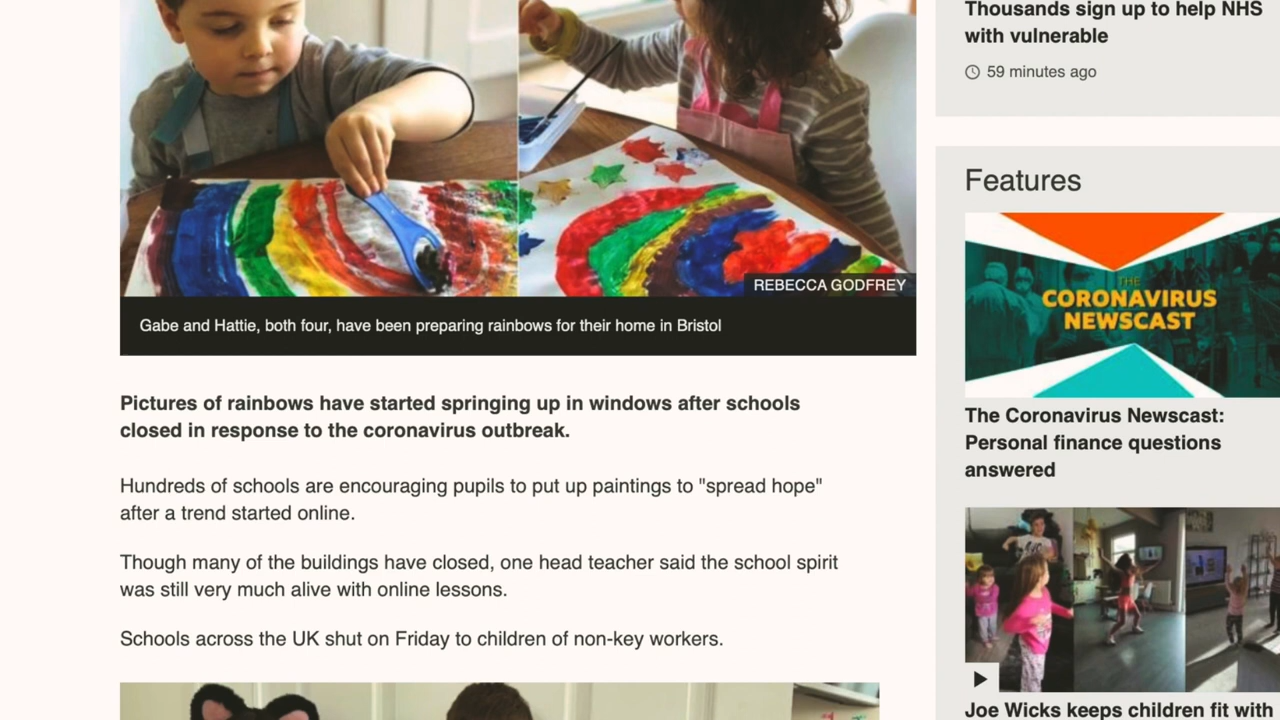 REBECCA GODFREY
Gabe and Hattie, both four, have been preparing rainbows for their home in Bristol
Pictures of rainbows have started springing up in windows after schools
closed in response to the coronavirus outbreak.
Hundreds of schools are encouraging pupils to put up paintings to "spread hope"
after a trend started online.
Though many of the buildings have closed, one head teacher said the school spirit
was still very much alive with online lessons.
Schools across the UK shut on Friday to children of non-key workers.
Thousands sign up to help NHS
with vulnerable
59 minutes ago
Features
THE
CORONAVIRUS
NEWSCAST
The Coronavirus Newscast:
Personal finance questions
answered
Joe Wicks keeps children fit with